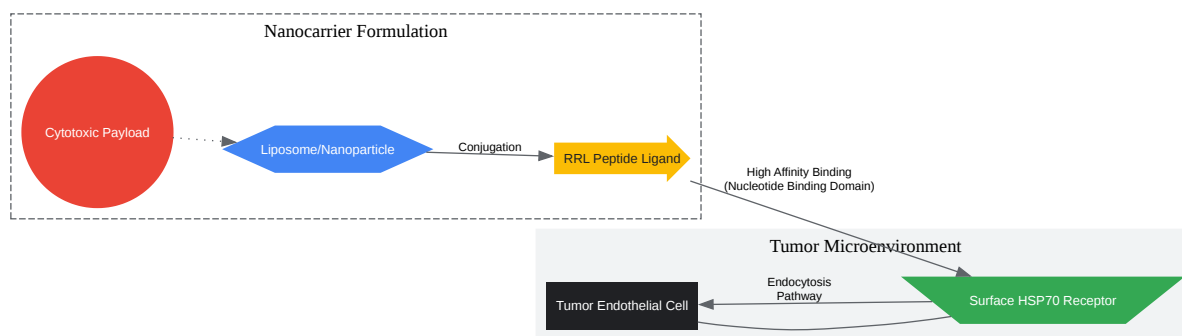 Nanocarrier Formulation
Cytotoxic Payload
Liposome/Nanoparticle
Conjugation
RRL Peptide Ligand
High Affinity Binding
(Nucleotide Binding Domain)
Tumor Microenvironment
Endocytosis
Pathway
Tumor Endothelial Cell
Surface HSP70 Receptor